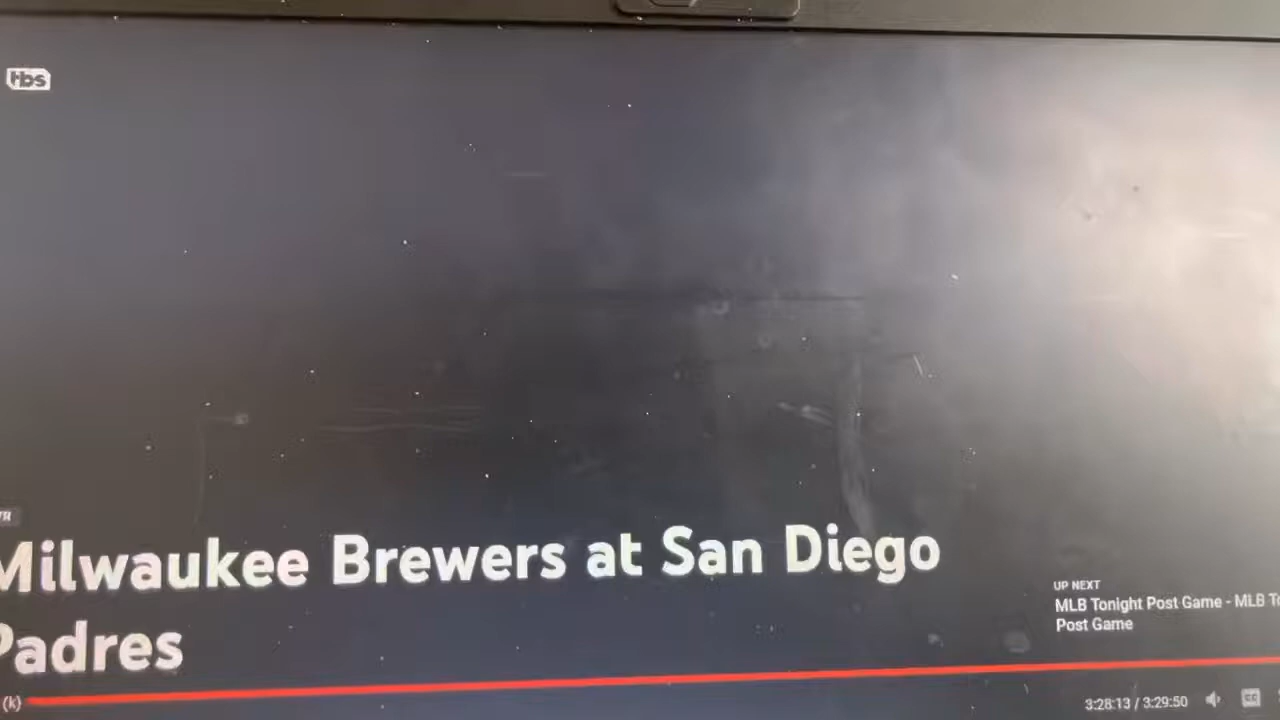 tbs
Milwaukee Brewers at San Diego
Padres
UP NEXT
MLB Tonight Post Game - MLB
Post Game
(k)
3:28:13 / 3:29:50
CC